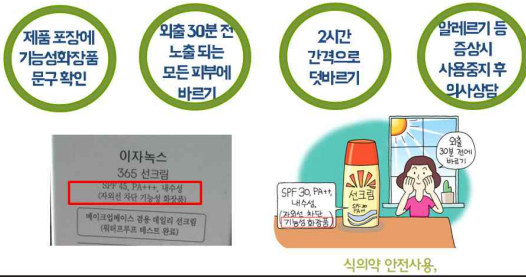 제품 포장에
기능성화장품
문구 확인
외출 30분 전
노출 되는
모든 피부에
바르기
2시간
간격으로
덧바르기
알레르기 등
증상시
사용중지 후
의사상담
이자녹스
365 선크림
SPF 45, PA+++, 내수성
(자외선 차단 기능성 화장품)
메이크업베이스 겸용 데일리 선크림
(워터프루프 테스트 완료)
SPF 30, PA++,
내수성,
(자외선 차단
기능성화장품)
선크림
SPF 30
PA++
외출
30분 전에
바르기
식의약 안전사용,